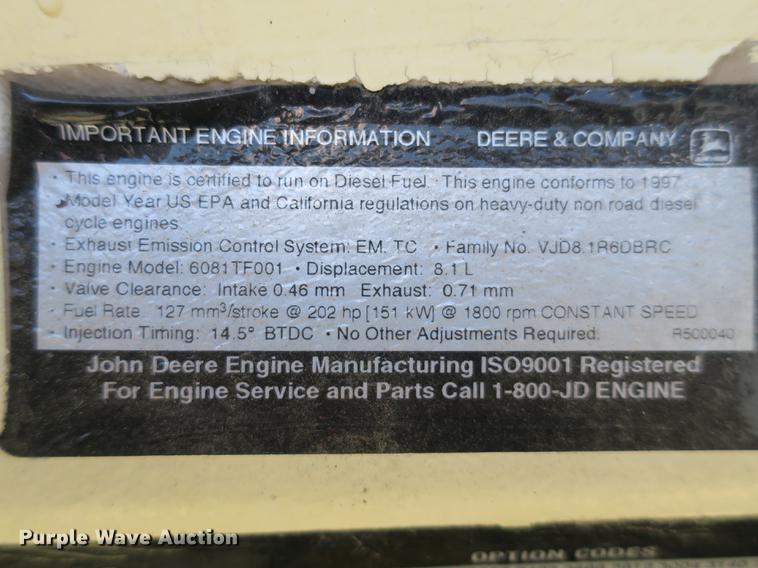 IMPORTANT ENGINE INFORMATION DEERE & COMPANY
• This engine is certified to run on Diesel Fuel. • This engine conforms to 1997
Model Year US EPA and California regulations on heavy-duty non road diesel
cycle engines.
• Exhaust Emission Control System: EM, TC • Family No. VJD8.1R6DBRC
• Engine Model: 6081TF001 • Displacement: 8.1 L
• Valve Clearance: Intake 0.46 mm Exhaust: 0.71 mm
• Fuel Rate: 127 mm³/stroke @ 202 hp [151 kW] @ 1800 rpm CONSTANT SPEED
• Injection Timing: 14.5° BTDC • No Other Adjustments Required. R500040
John Deere Engine Manufacturing ISO9001 Registered
For Engine Service and Parts Call 1-800-JD ENGINE
Purple Wave Auction
OPTION CODES